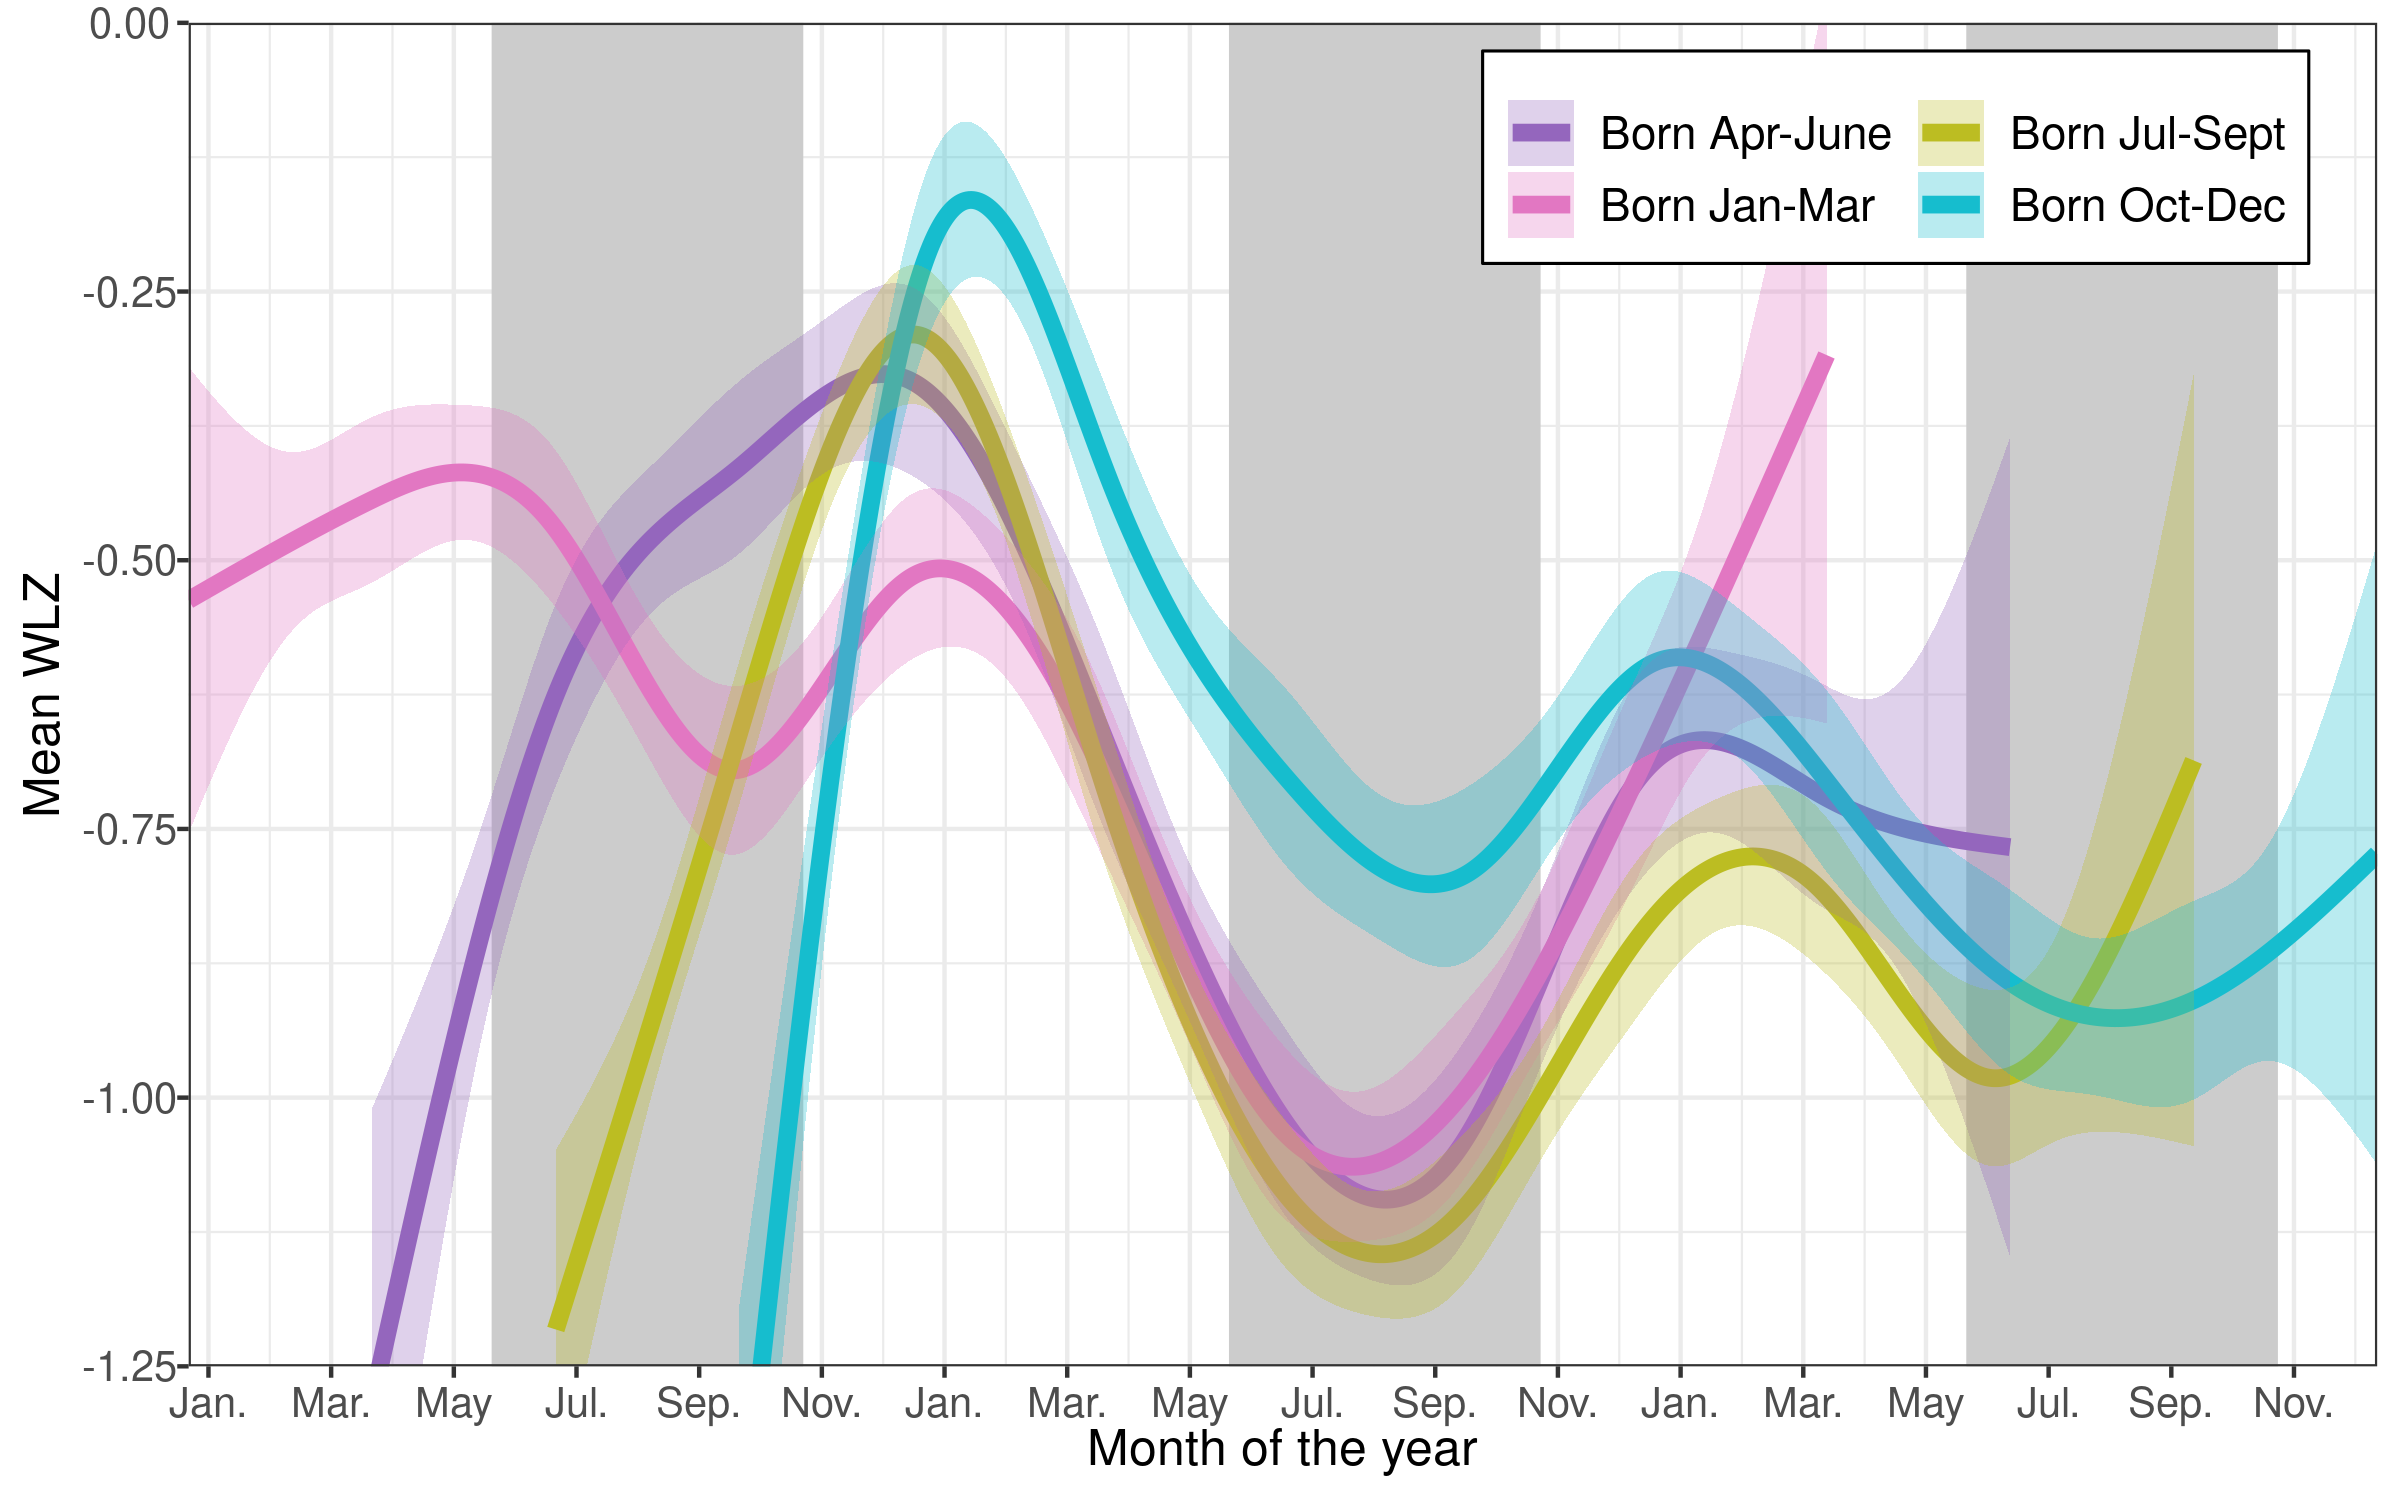 0.00
-0.25
-0.50
-0.75
-1.00
-1.25
Mean WLZ
Born Apr-June Born Jul-Sept
Born Jan-Mar Born Oct-Dec
Jan. Mar. May Jul. Sep. Nov. Jan. Mar. May Jul. Sep. Nov. Jan. Mar. May Jul. Sep. Nov.
Month of the year